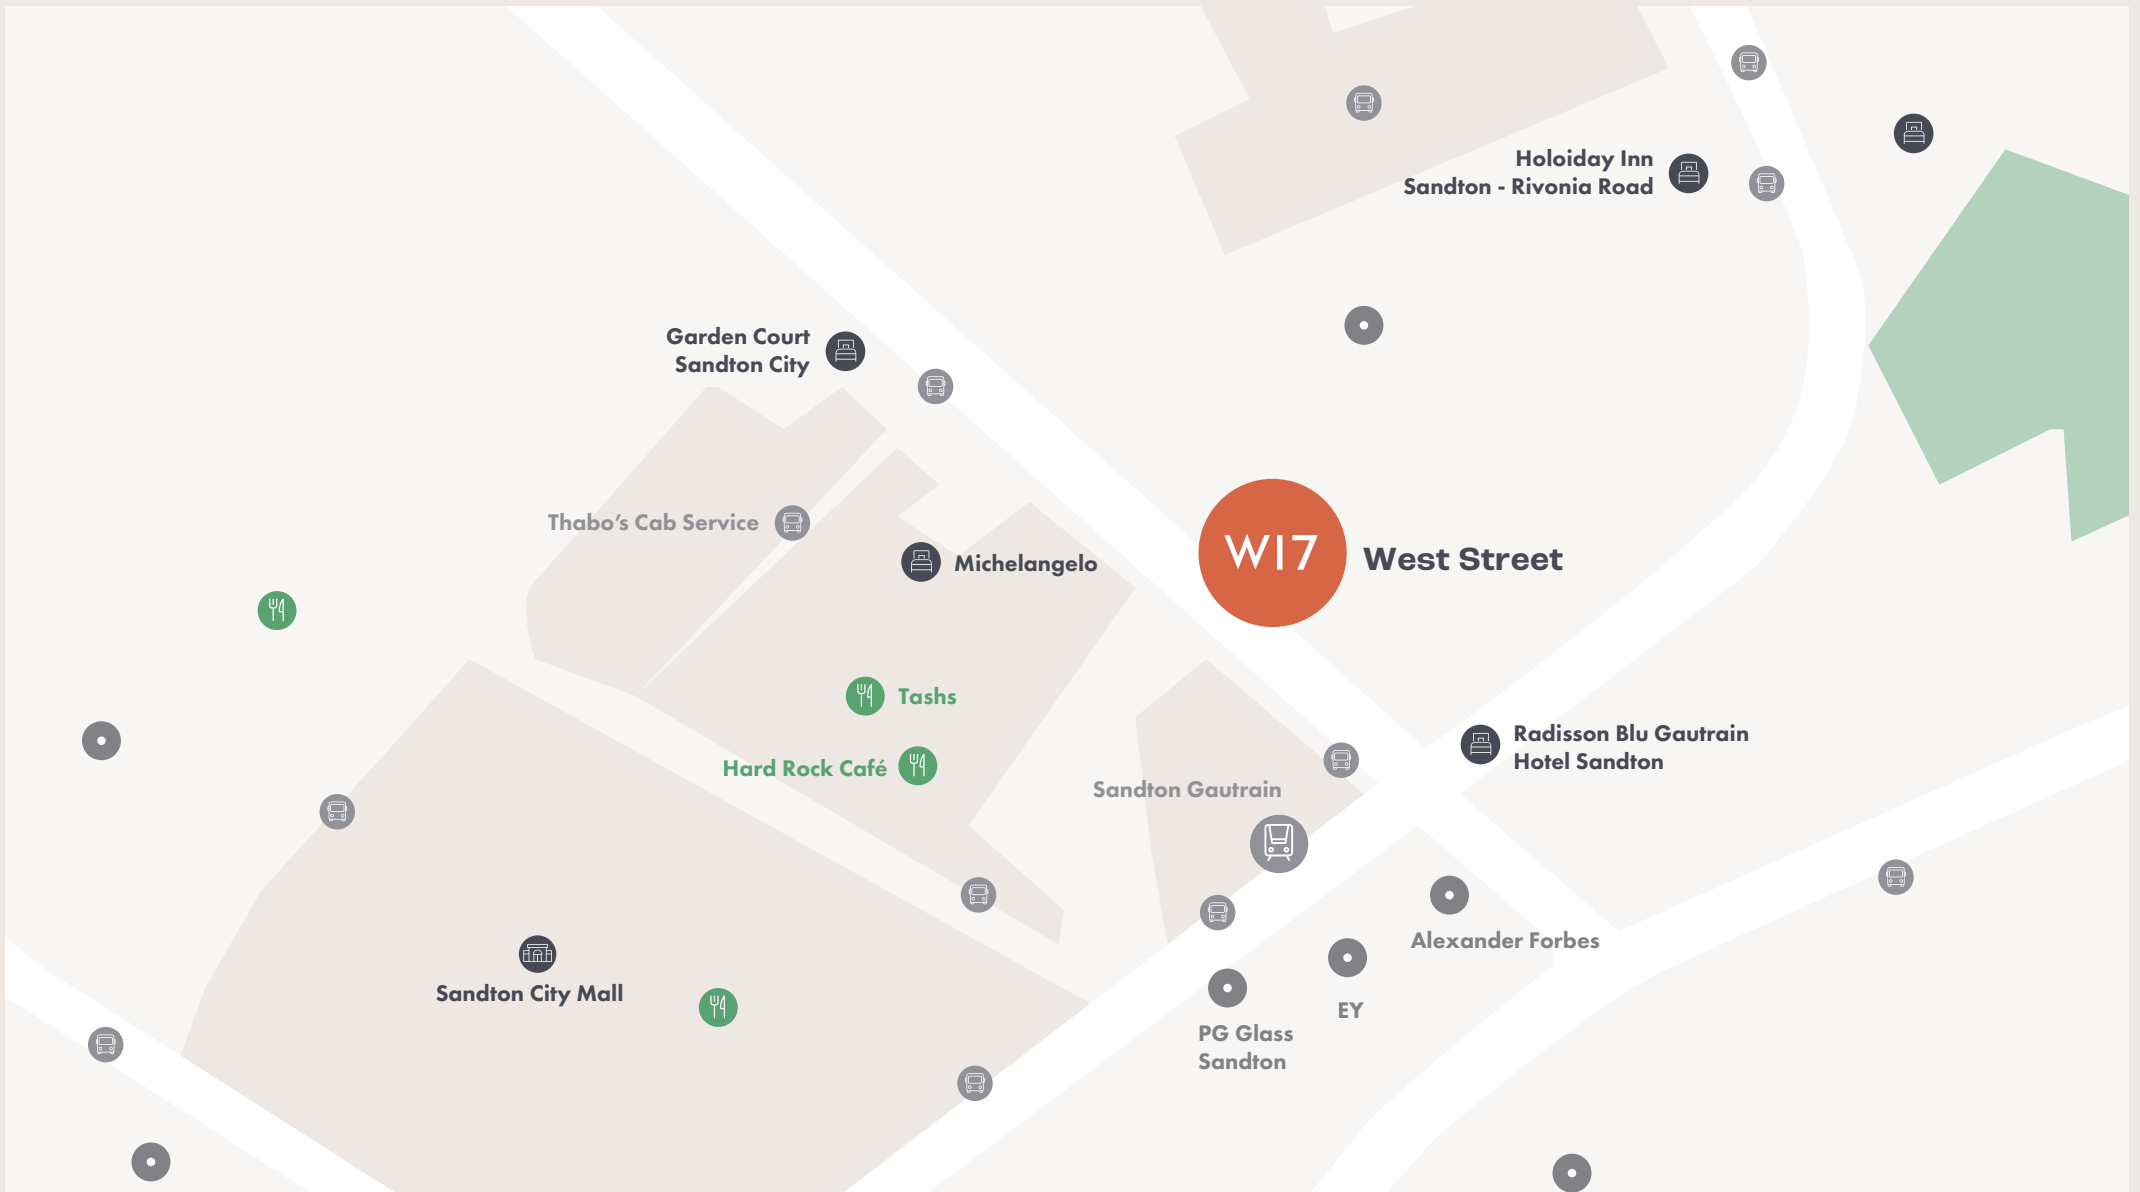 Holoiday Inn
Sandton - Rivonia Road
Garden Court
Sandton City
Thabo’s Cab Service
Michelangelo
W17
West Street
Tashs
Hard Rock Café
Sandton Gautrain
Radisson Blu Gautrain
Hotel Sandton
Alexander Forbes
Sandton City Mall
EY
PG Glass
Sandton